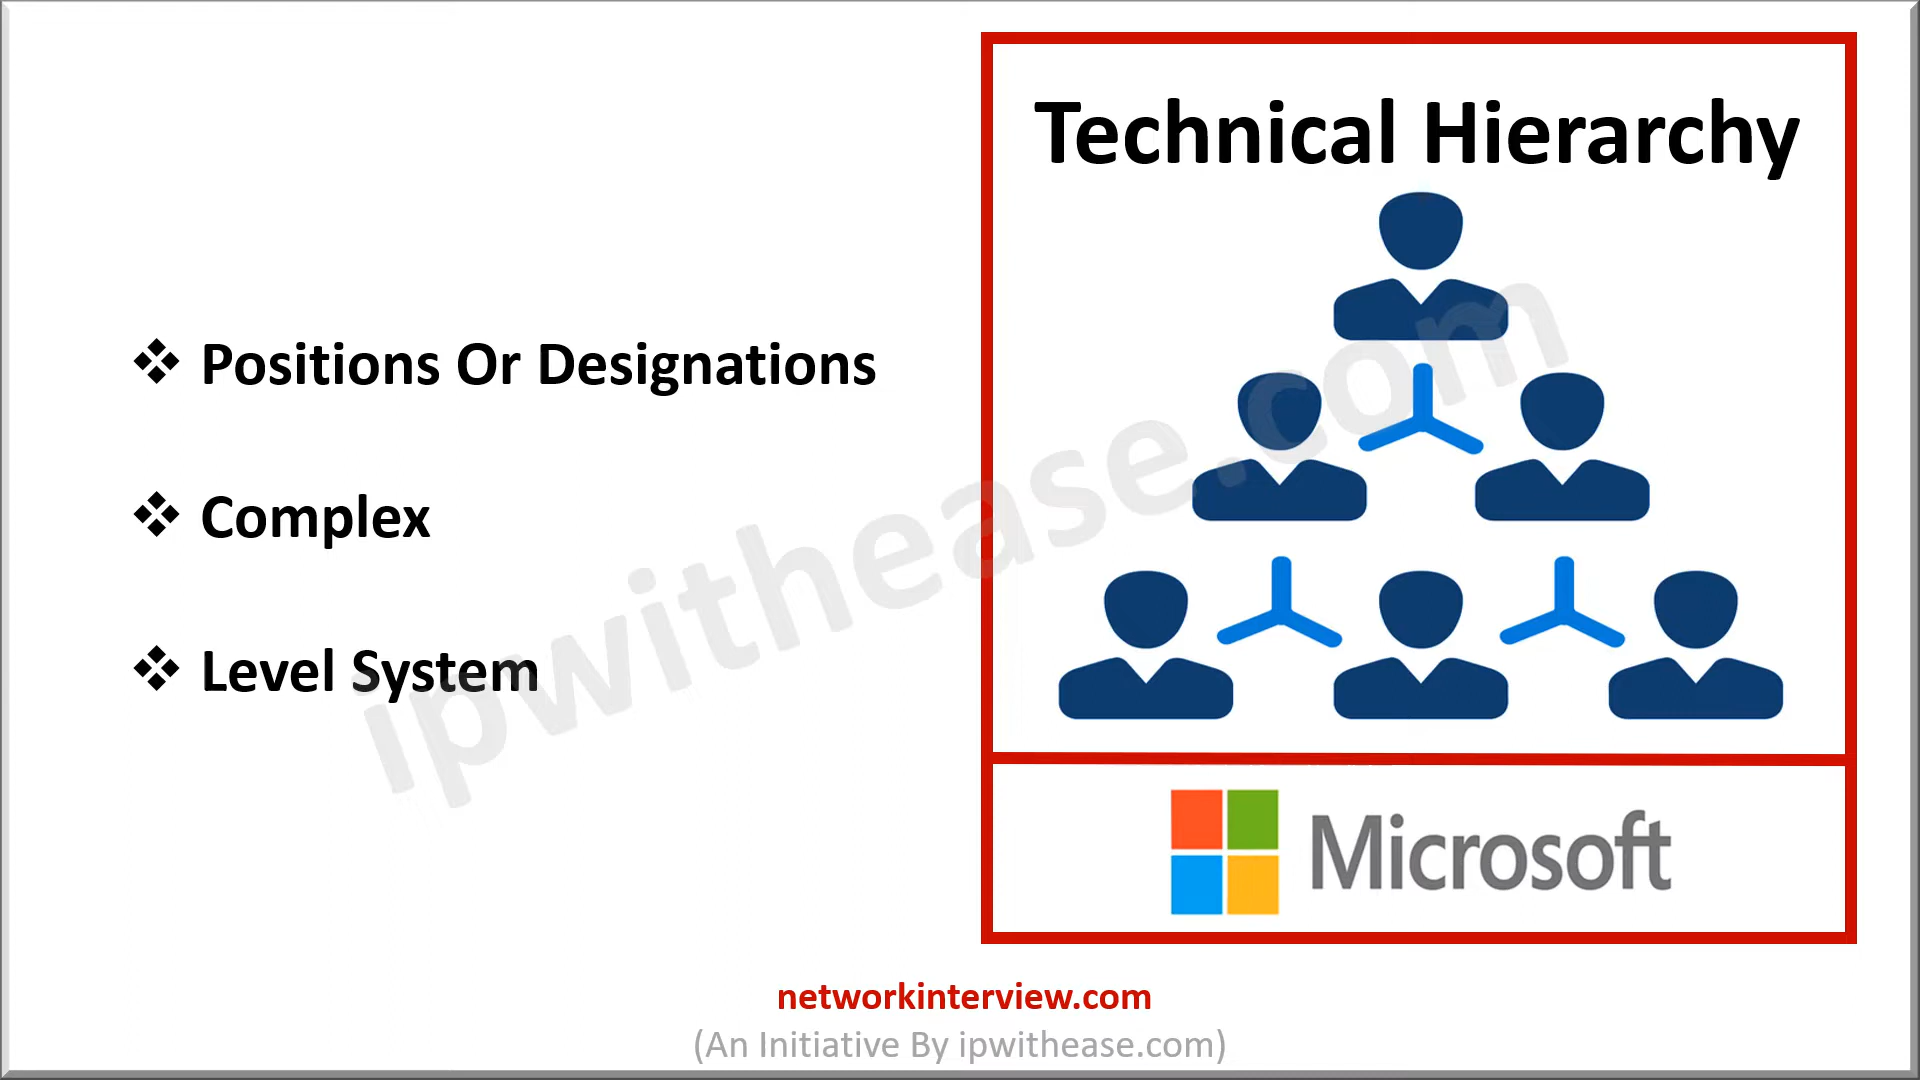 Technical Hierarchy
❖ Positions Or Designations
❖ Complex
❖ Level System
ipwithease.com
Microsoft
networkinterview.com
(An Initiative By ipwithease.com)